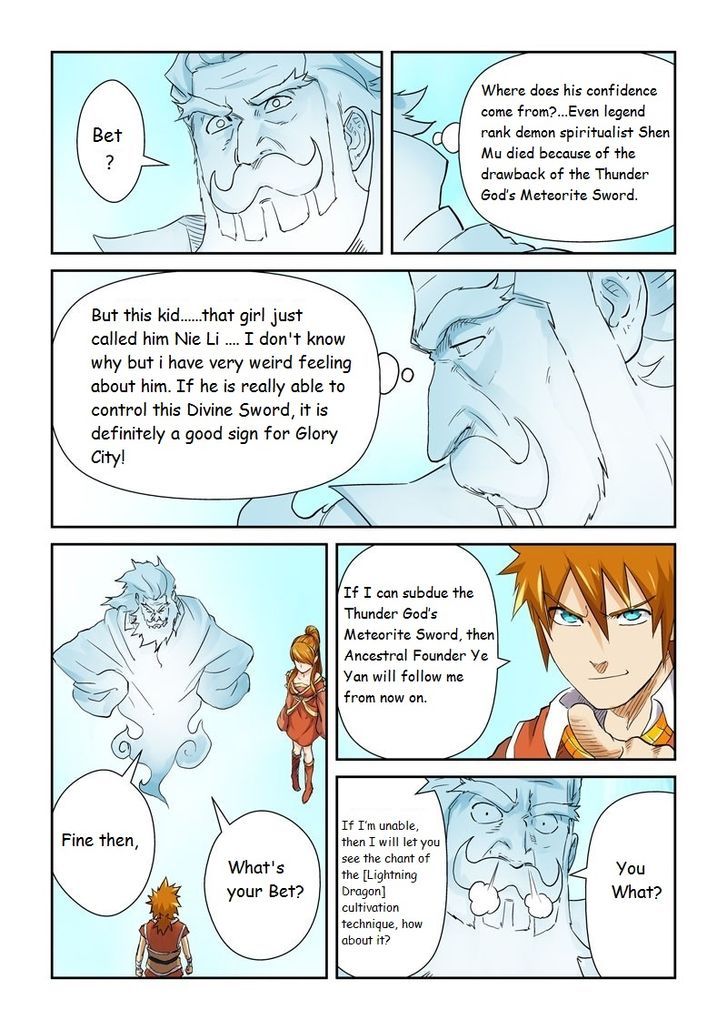 Bet
?
Where does his confidence
come from?...Even legend
rank demon spiritualist Shen
Mu died because of the
drawback of the Thunder
God's Meteorite Sword.
But this kid......that girl just
called him Nie Li .... I don't know
why but i have very weird feeling
about him. If he is really able to
control this Divine Sword, it is
definitely a good sign for Glory
City!
Fine then,
What's
your Bet?
If I can subdue the
Thunder God's
Meteorite Sword, then
Ancestral Founder Ye
Yan will follow me
from now on.
If I'm unable,
then I will let you
see the chant of
the [Lightning
Dragon]
cultivation
technique, how
about it?
You
What?